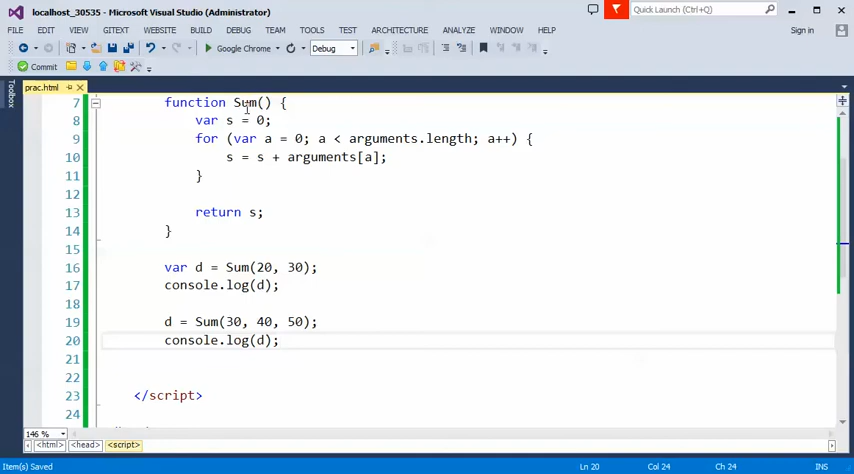 localhost_30535 - Microsoft Visual Studio (Administrator)
Quick Launch (Ctrl+Q)
FILE EDIT VIEW GITEXT WEBSITE BUILD DEBUG TEAM TOOLS TEST ARCHITECTURE ANALYZE WINDOW HELP
Sign in
Google Chrome Debug
Commit
Toolbox
prac.html
7 function Sum() {
8 var s = 0;
9 for (var a = 0; a < arguments.length; a++) {
10 s = s + arguments[a];
11 }
12
13 return s;
14 }
15
16 var d = Sum(20, 30);
17 console.log(d);
18
19 d = Sum(30, 40, 50);
20 console.log(d);
21
22
23 </script>
24
146 %
<html> <head> <script>
Item(s) Saved Ln 20 Col 24 Ch 24 INS